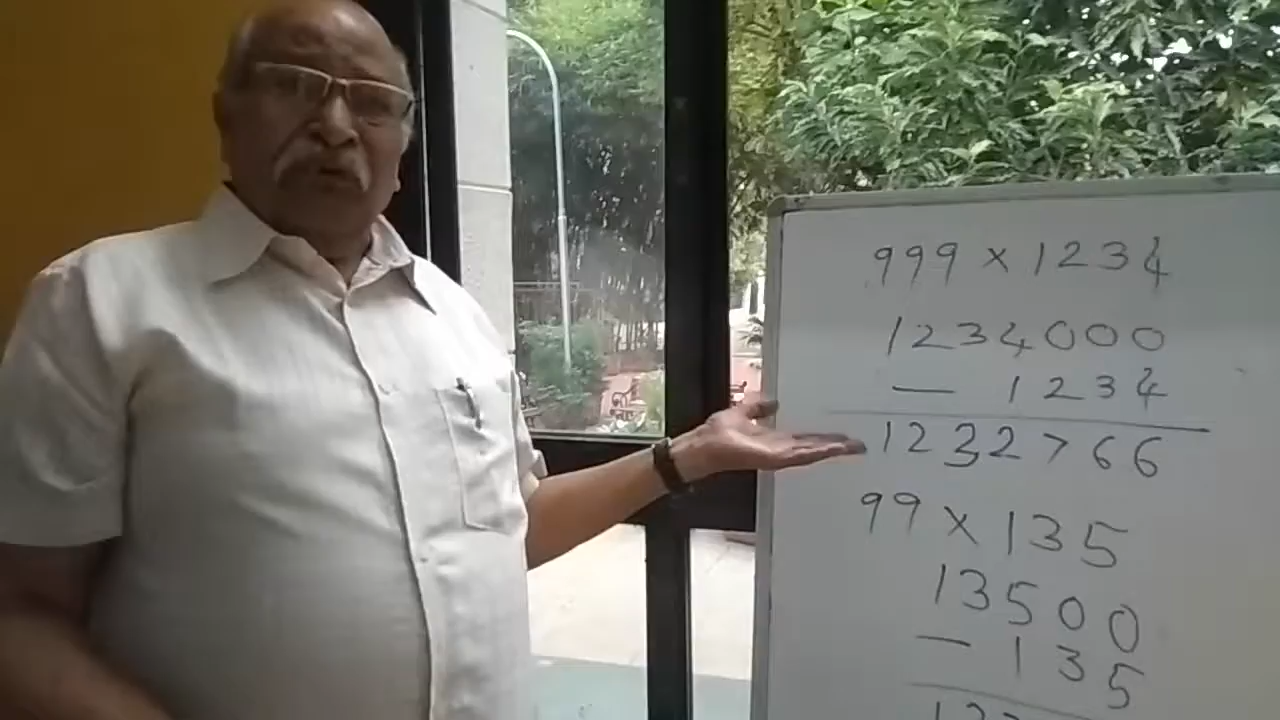 999 × 1234
1234000
— 1234
1232766
99 × 135
13500
— 135